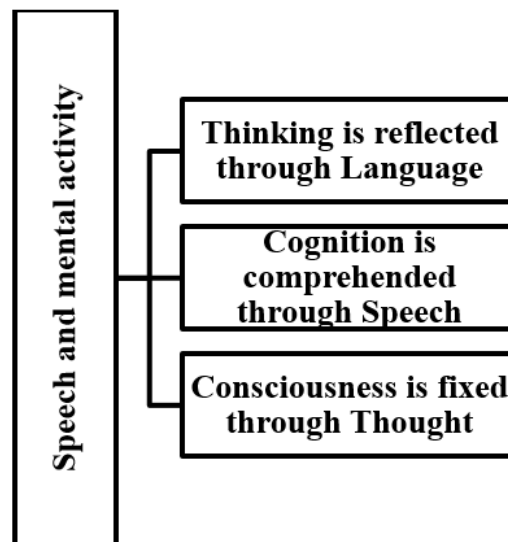 Speech and mental activity
Thinking is reflected
through Language
Cognition is
comprehended
through Speech
Consciousness is fixed
through Thought